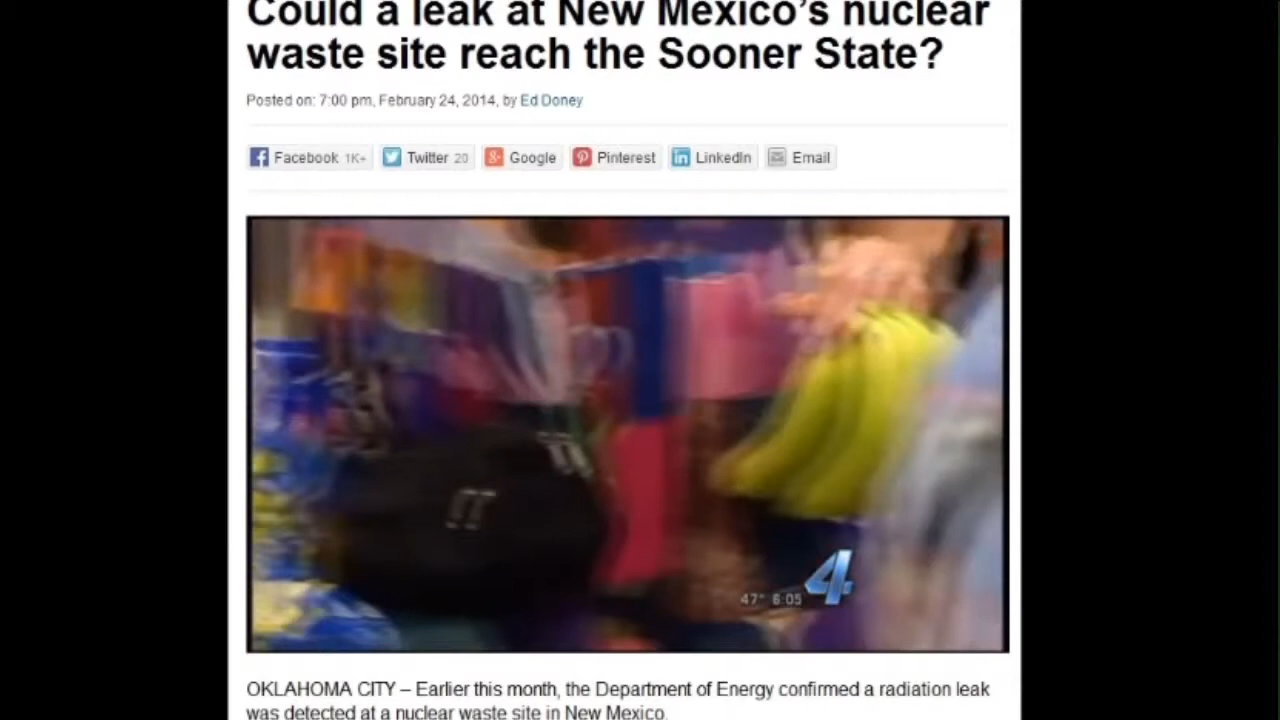 Could a leak at New Mexico's nuclear
waste site reach the Sooner State?
Posted on: 7:00 pm, February 24, 2014, by Ed Doney
Facebook 1K+ Twitter 20 Google Pinterest LinkedIn Email
47° 6:05 4
OKLAHOMA CITY – Earlier this month, the Department of Energy confirmed a radiation leak
was detected at a nuclear waste site in New Mexico.